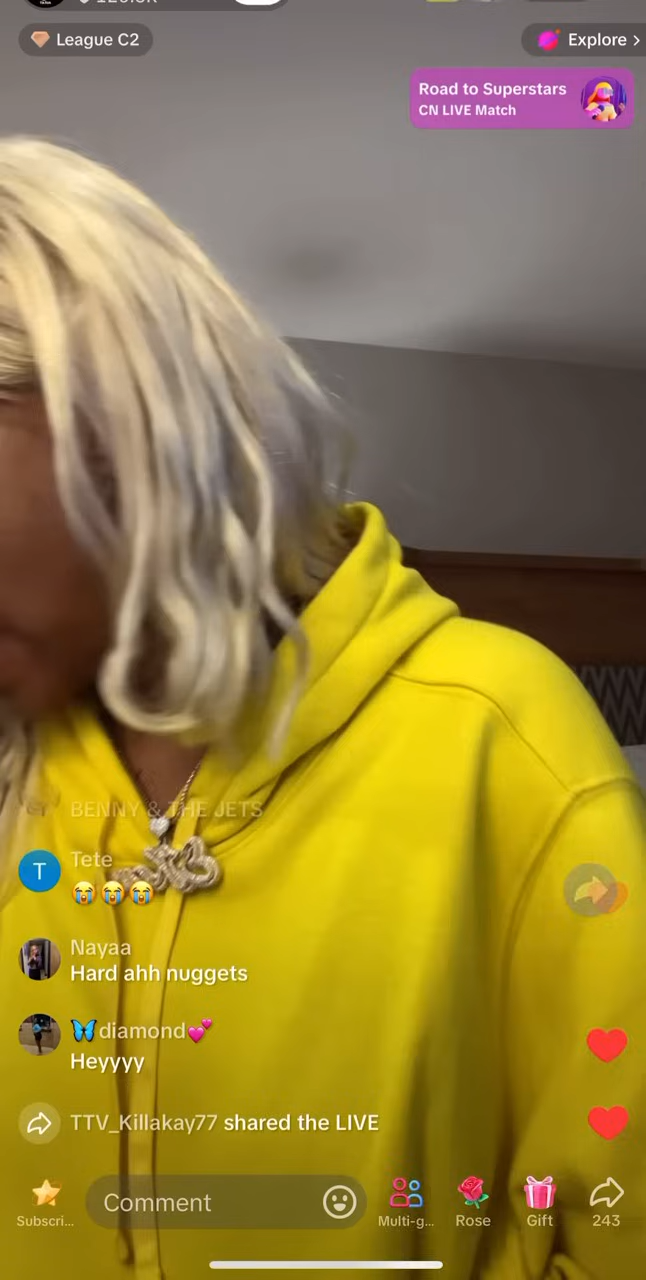 League C2
Explore >
Road to Superstars
CN LIVE Match
BENNY & THE JETS
Tete
😭😭😭
T
Nayaa
Hard ahh nuggets
🦋diamond💕
Heyyyy
TTV_Killakay77 shared the LIVE
Subscri...
Comment
Multi-g...
Rose
Gift
243